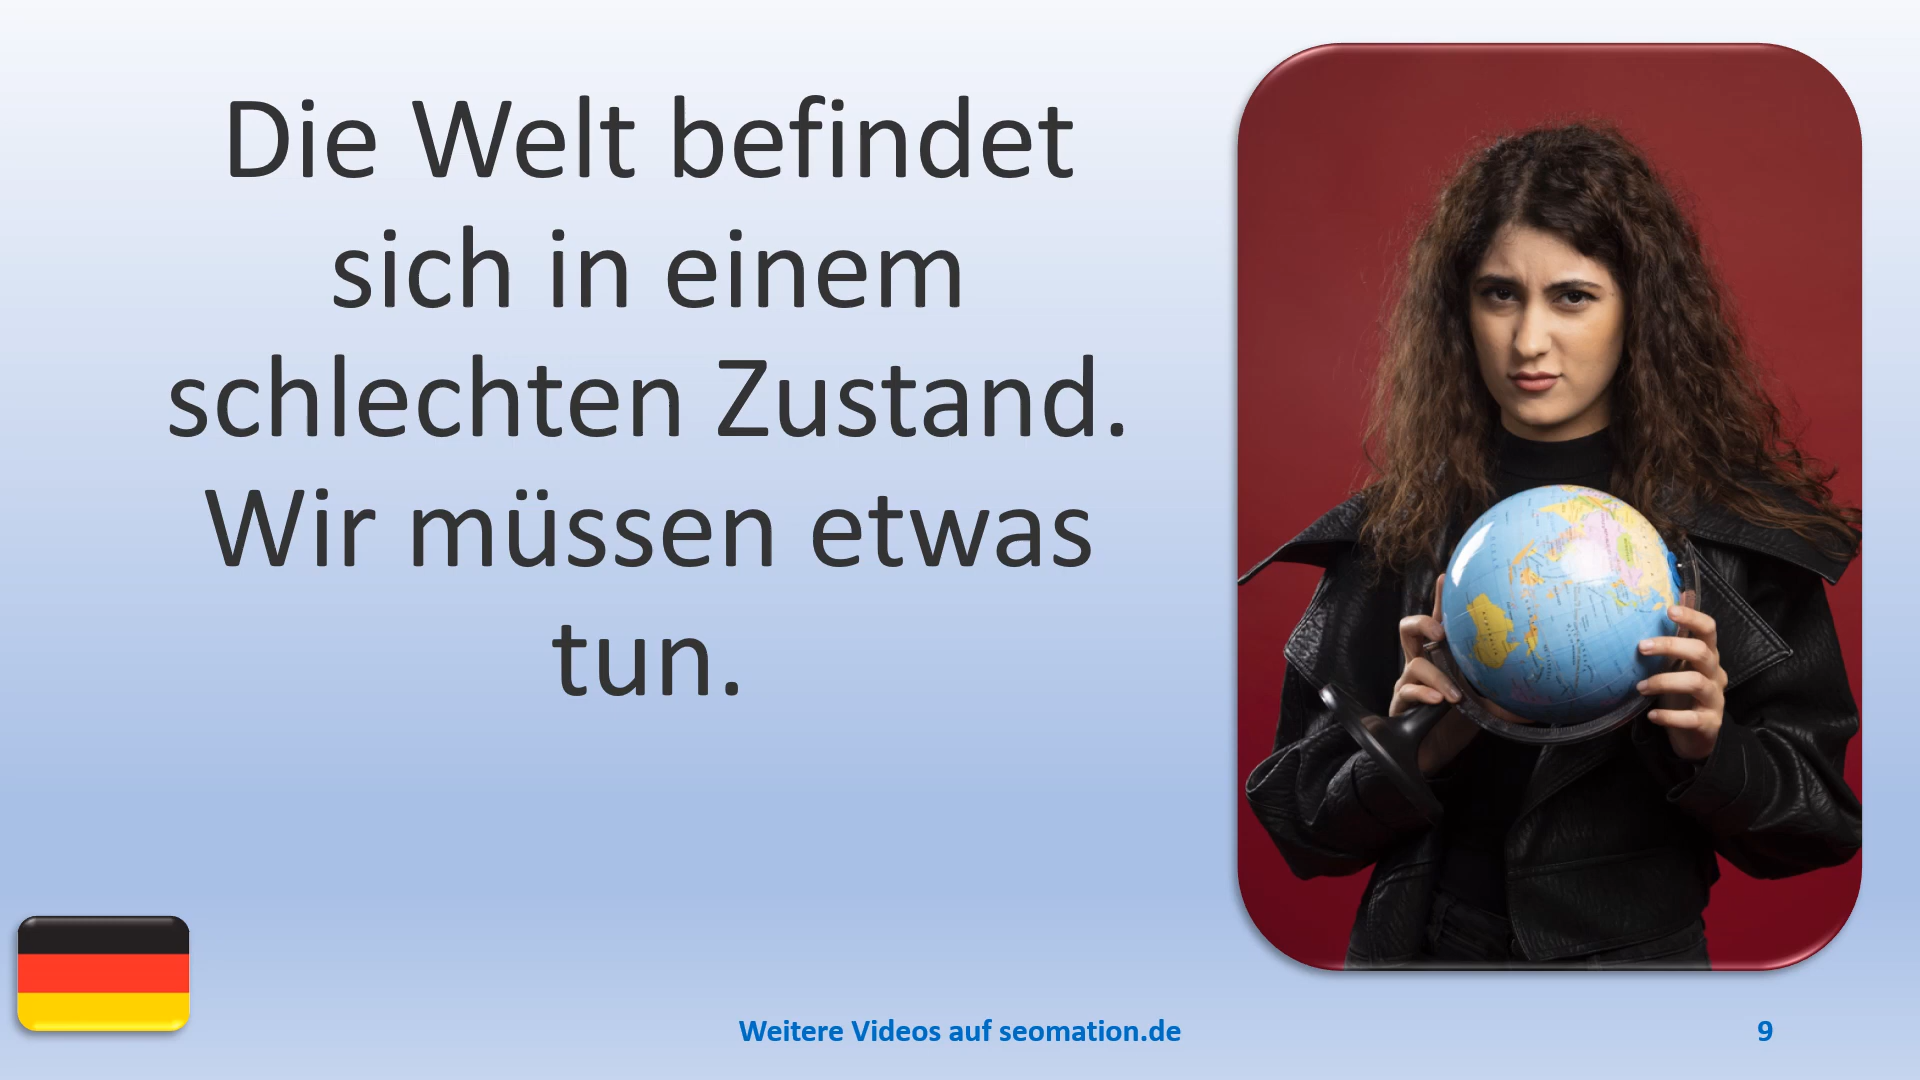 Die Welt befindet
sich in einem
schlechten Zustand.
Wir müssen etwas
tun.
Weitere Videos auf seomation.de
9